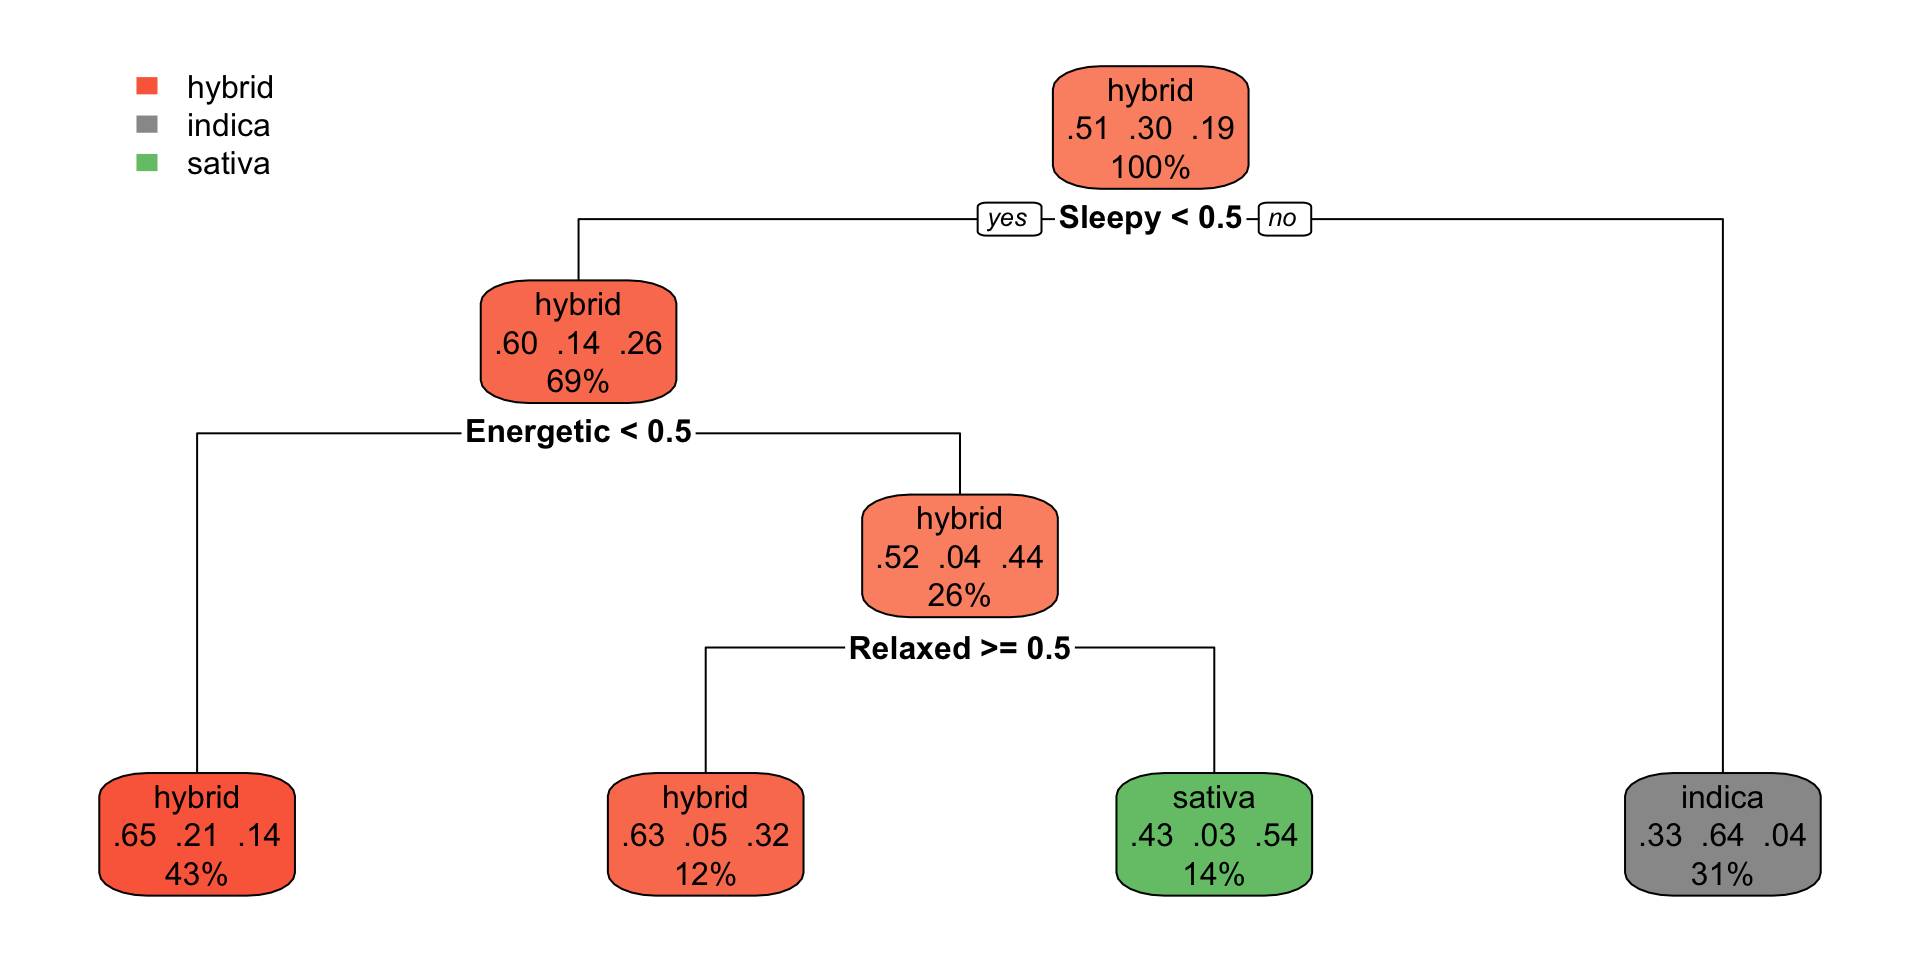 hybrid
indica
sativa
hybrid
.51 .30 .19
100%
yes Sleepy < 0.5 no
hybrid
.60 .14 .26
69%
Energetic < 0.5
hybrid
.52 .04 .44
26%
Relaxed >= 0.5
hybrid
.65 .21 .14
43%
hybrid
.63 .05 .32
12%
sativa
.43 .03 .54
14%
indica
.33 .64 .04
31%